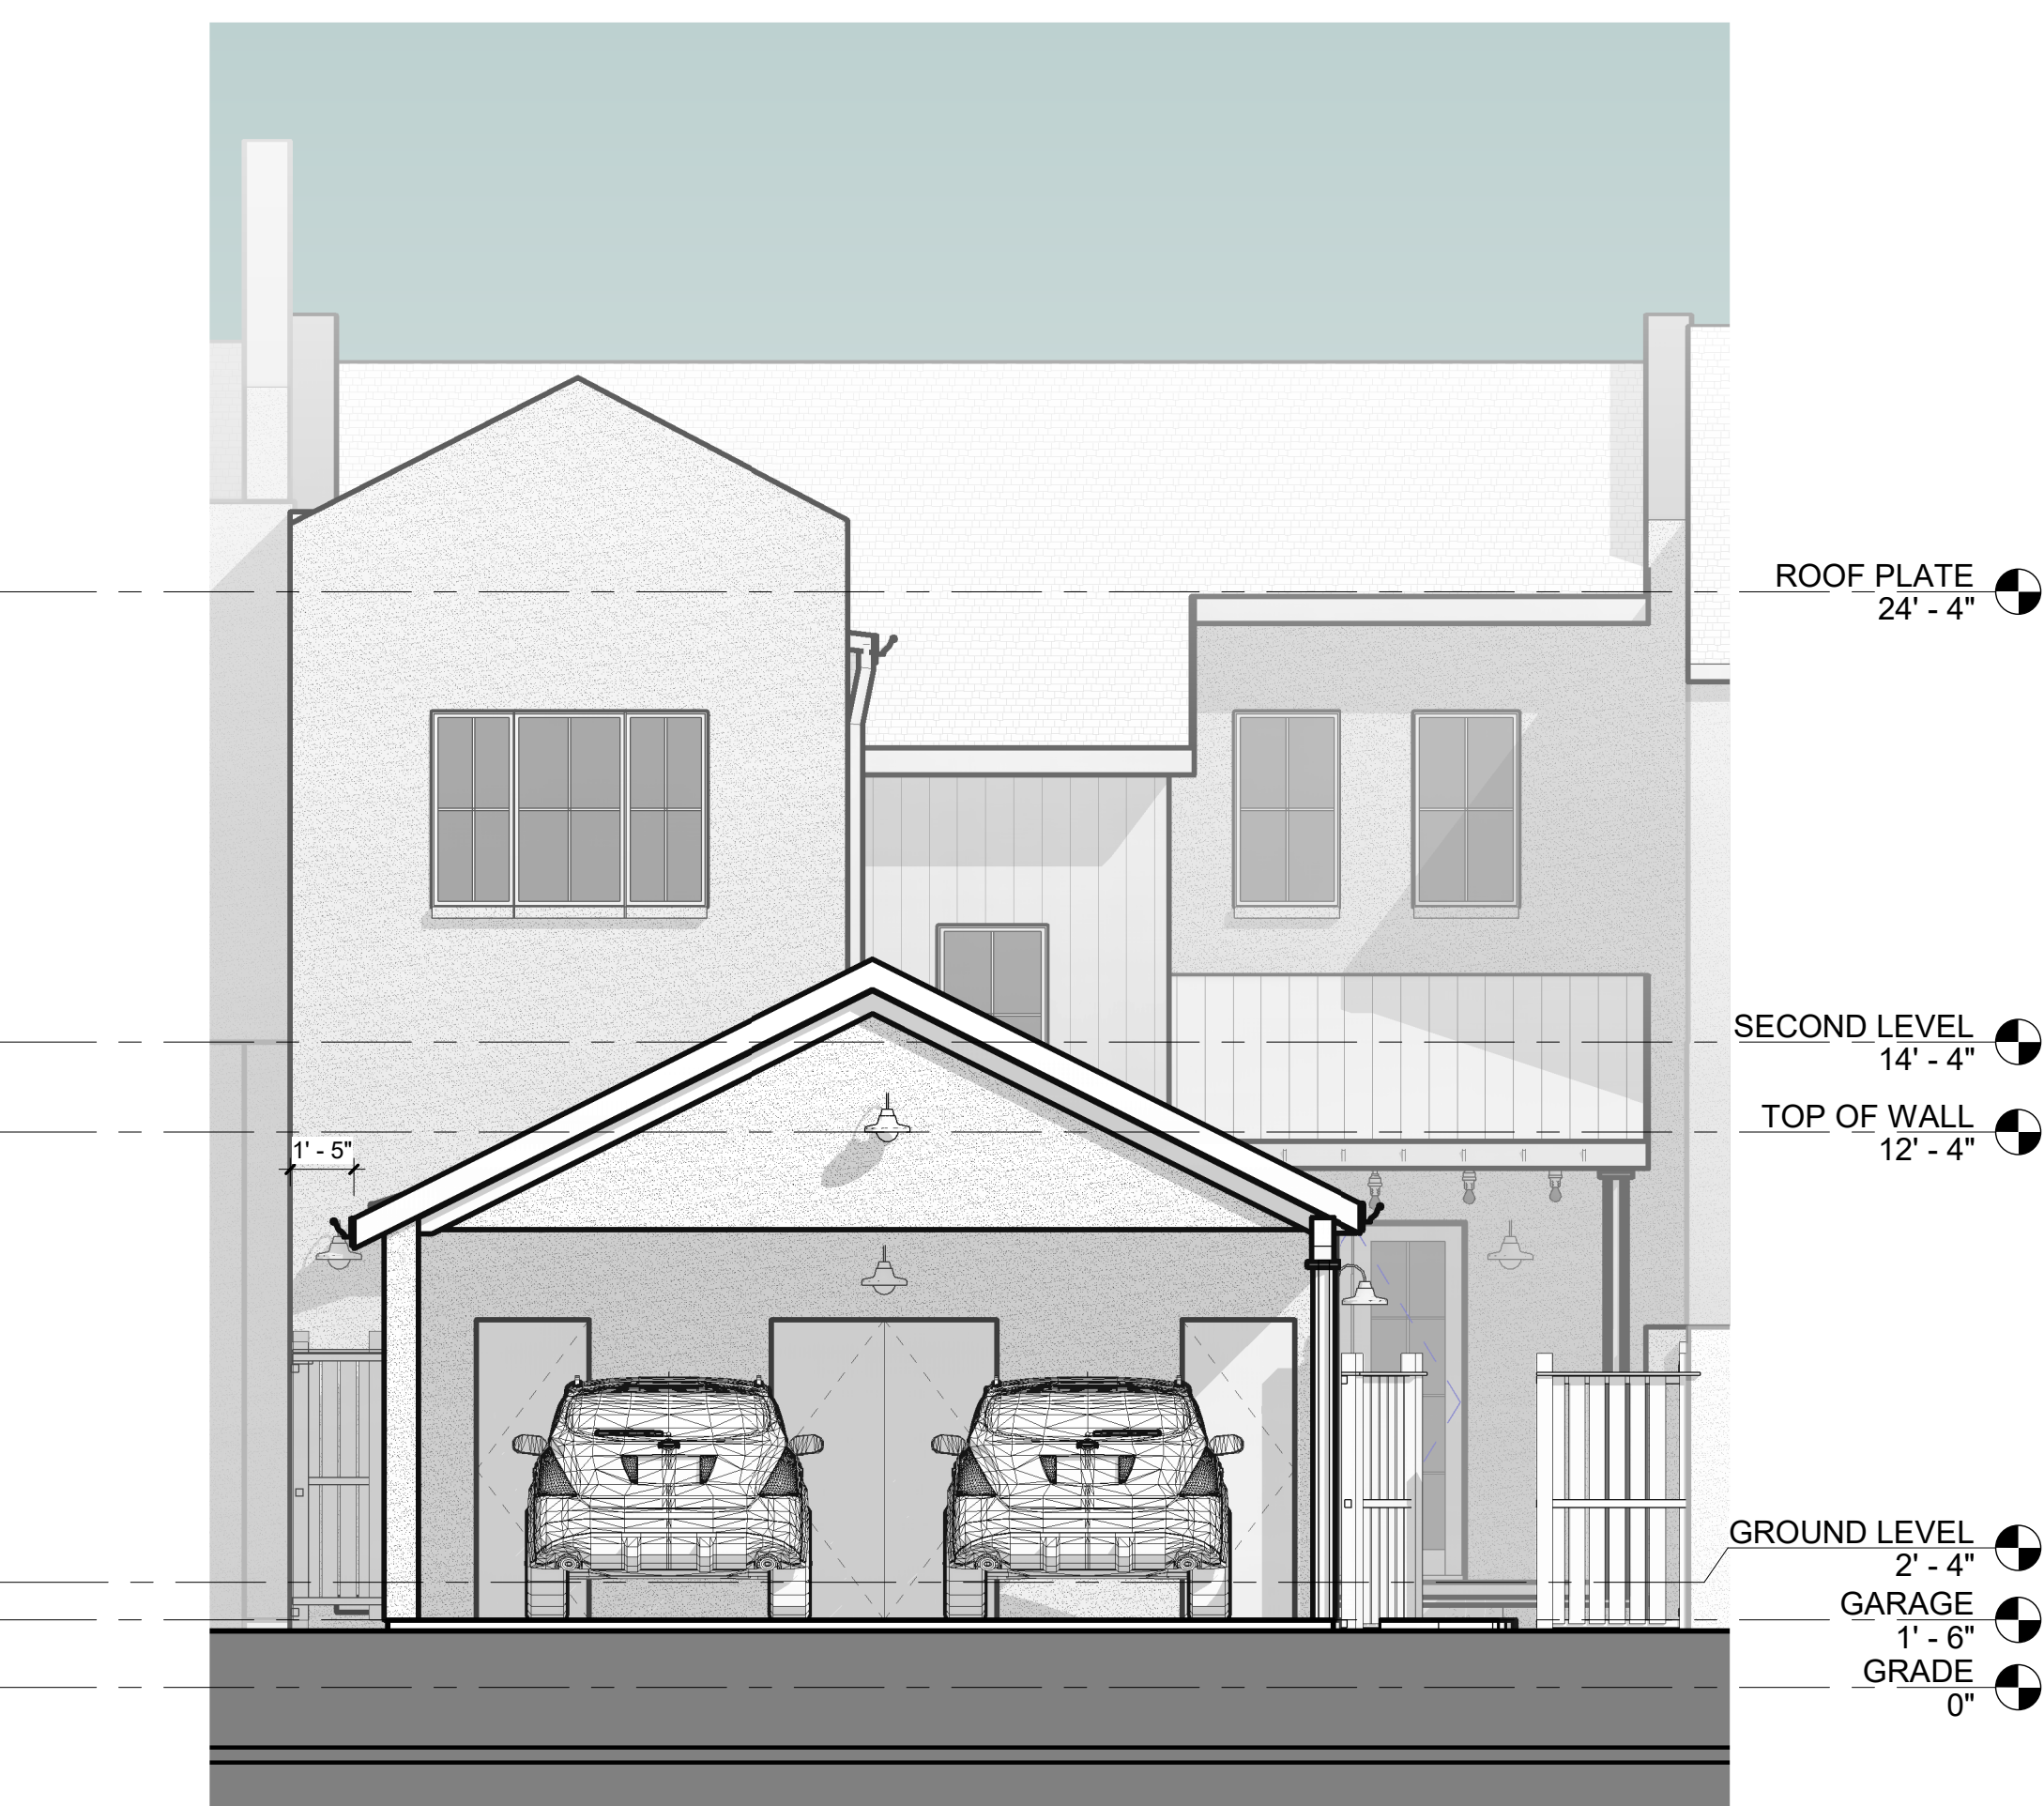 ROOF PLATE
24' - 4"
SECOND LEVEL
14' - 4"
TOP OF WALL
12' - 4"
1' - 5"
GROUND LEVEL
2' - 4"
GARAGE
1' - 6"
GRADE
0"